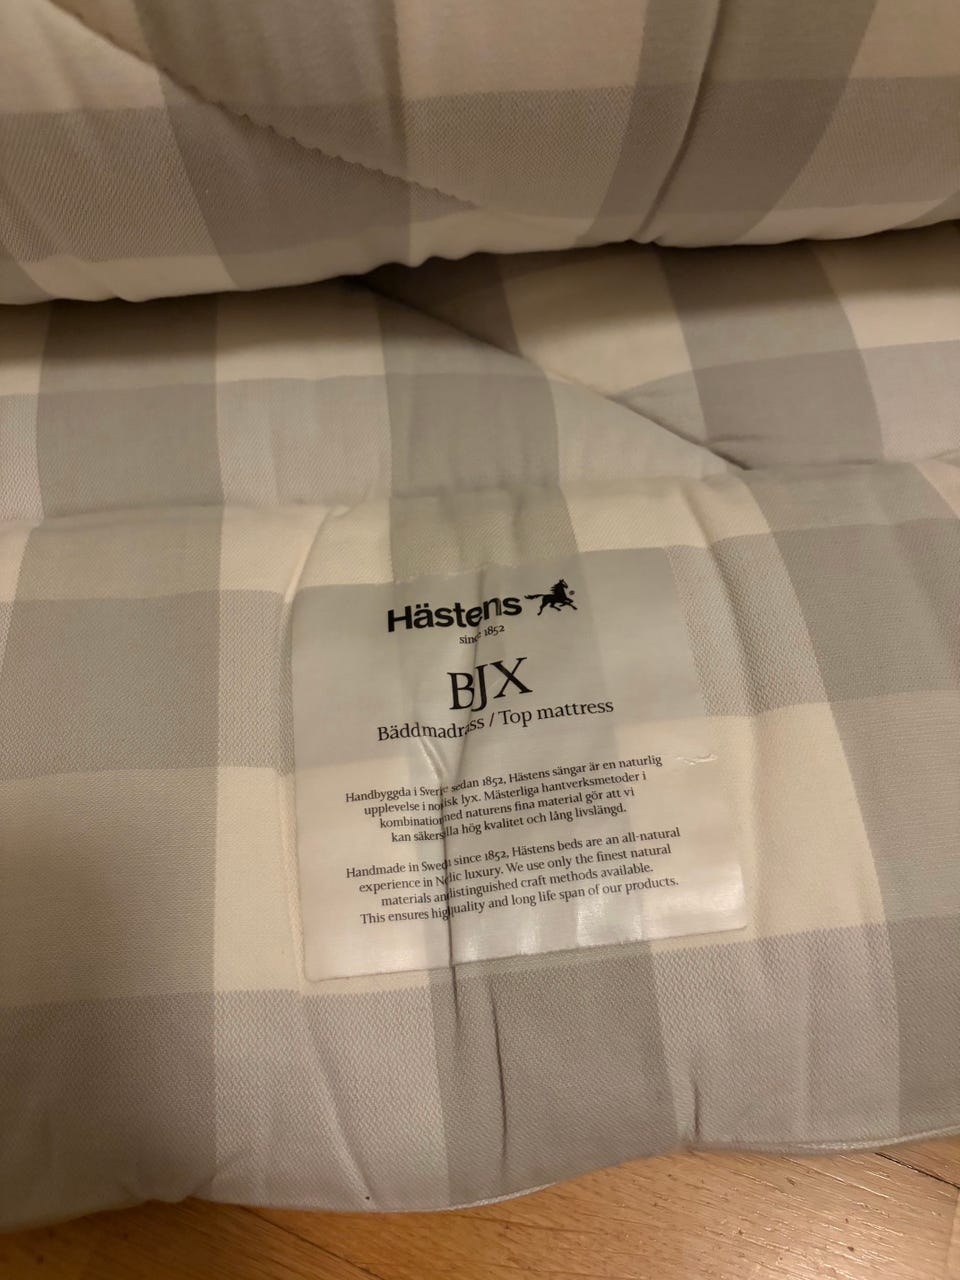 Hästens
since 1852
BJX
Bäddmadrass / Top mattress
Handbyggda i Sverige sedan 1852, Hästens sängar är en naturlig
upplevelse i nordisk lyx. Mästerliga hantverksmetoder i
kombination med naturens fina material gör att vi
kan säkerställa hög kvalitet och lång livslängd.
Handmade in Sweden since 1852, Hästens beds are an all-natural
experience in Nordic luxury. We use only the finest natural
materials and distinguished craft methods available.
This ensures high quality and long life span of our products.